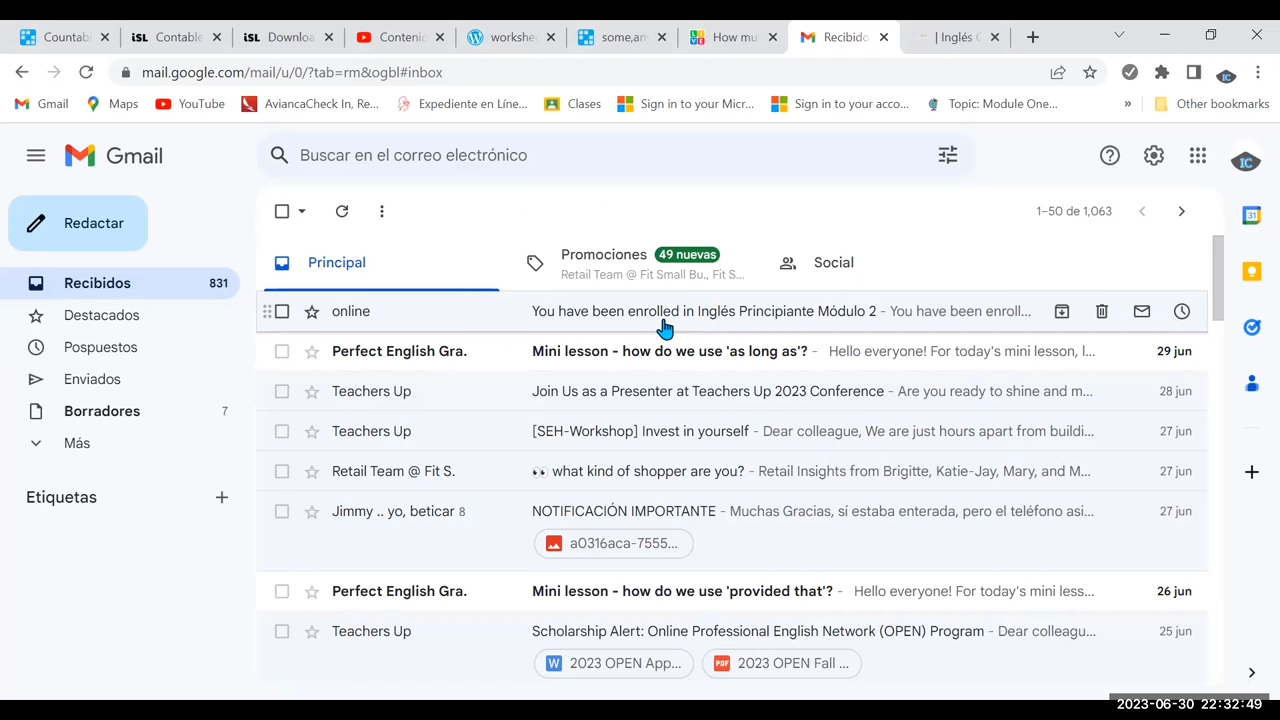 Countab iSL Contable iSL Downloa Contenic workshee some,an How mu Recibido | Inglés G
mail.google.com/mail/u/0/?tab=rm&ogbl#inbox
Gmail Maps YouTube AviancaCheck In, Re... Expediente en Líne... Clases Sign in to your Micr... Sign in to your acco... Topic: Module One... » Other bookmarks
Gmail Buscar en el correo electrónico IC
Redactar
1–50 de 1,063
Principal
Promociones 49 nuevas
Retail Team @ Fit Small Bu., Fit S...
Social
Recibidos 831
Destacados
Pospuestos
Enviados
Borradores 7
Más
Etiquetas
online You have been enrolled in Inglés Principiante Módulo 2 - You have been enroll...
Perfect English Gra. Mini lesson - how do we use 'as long as'? - Hello everyone! For today's mini lesson, l... 29 jun
Teachers Up Join Us as a Presenter at Teachers Up 2023 Conference - Are you ready to shine and m... 28 jun
Teachers Up [SEH-Workshop] Invest in yourself - Dear colleague, We are just hours apart from buildi... 27 jun
Retail Team @ Fit S. 👀 what kind of shopper are you? - Retail Insights from Brigitte, Katie-Jay, Mary, and M... 27 jun
Jimmy .. yo, beticar 8 NOTIFICACIÓN IMPORTANTE - Muchas Gracias, sí estaba enterada, pero el teléfono asi... 27 jun
a0316aca-7555...
Perfect English Gra. Mini lesson - how do we use 'provided that'? - Hello everyone! For today's mini less... 26 jun
Teachers Up Scholarship Alert: Online Professional English Network (OPEN) Program - Dear colleagu... 25 jun
W 2023 OPEN App... PDF 2023 OPEN Fall ...
31
2023-06-30 22:32:49